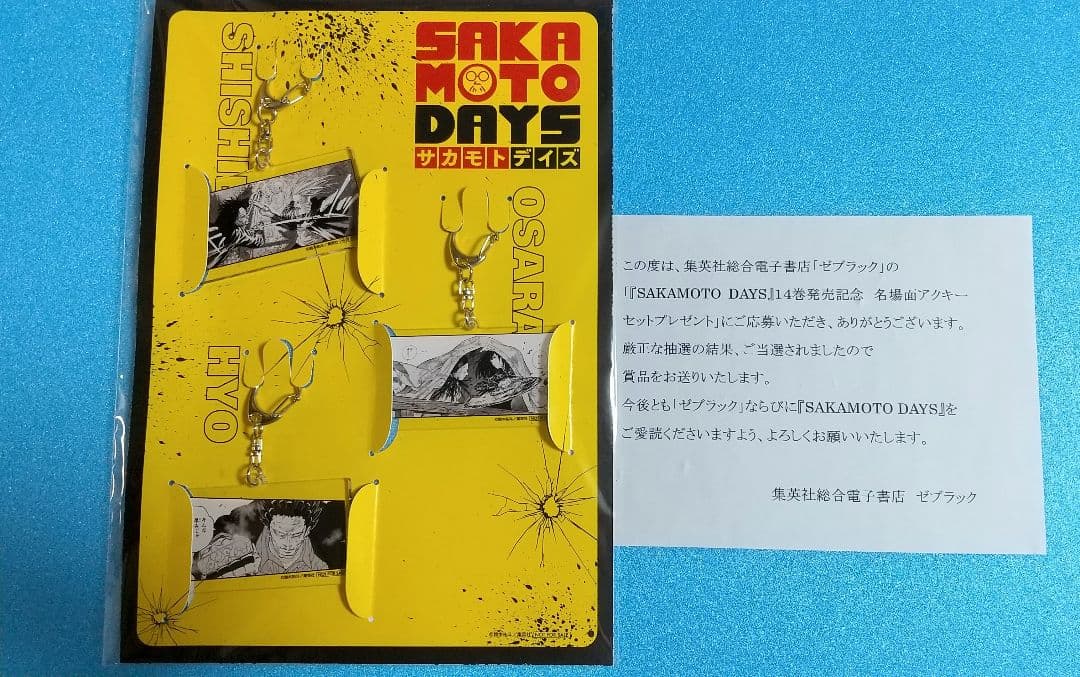 SAKA
MOTO
DAYS
サカモトデイズ
OSARA
HYO
NOT FOR SALE
この度は、集英社総合電子書店「ゼブラック」の
「『SAKAMOTO DAYS』14巻発売記念 名場面アクキー
セットプレゼント」にご応募いただき、ありがとうございます。
厳正な抽選の結果、ご当選されましたので
賞品をお送りいたします。
今後とも「ゼブラック」ならびに『SAKAMOTO DAYS』を
ご愛読くださいますよう、よろしくお願いいたします。
集英社総合電子書店 ゼブラック